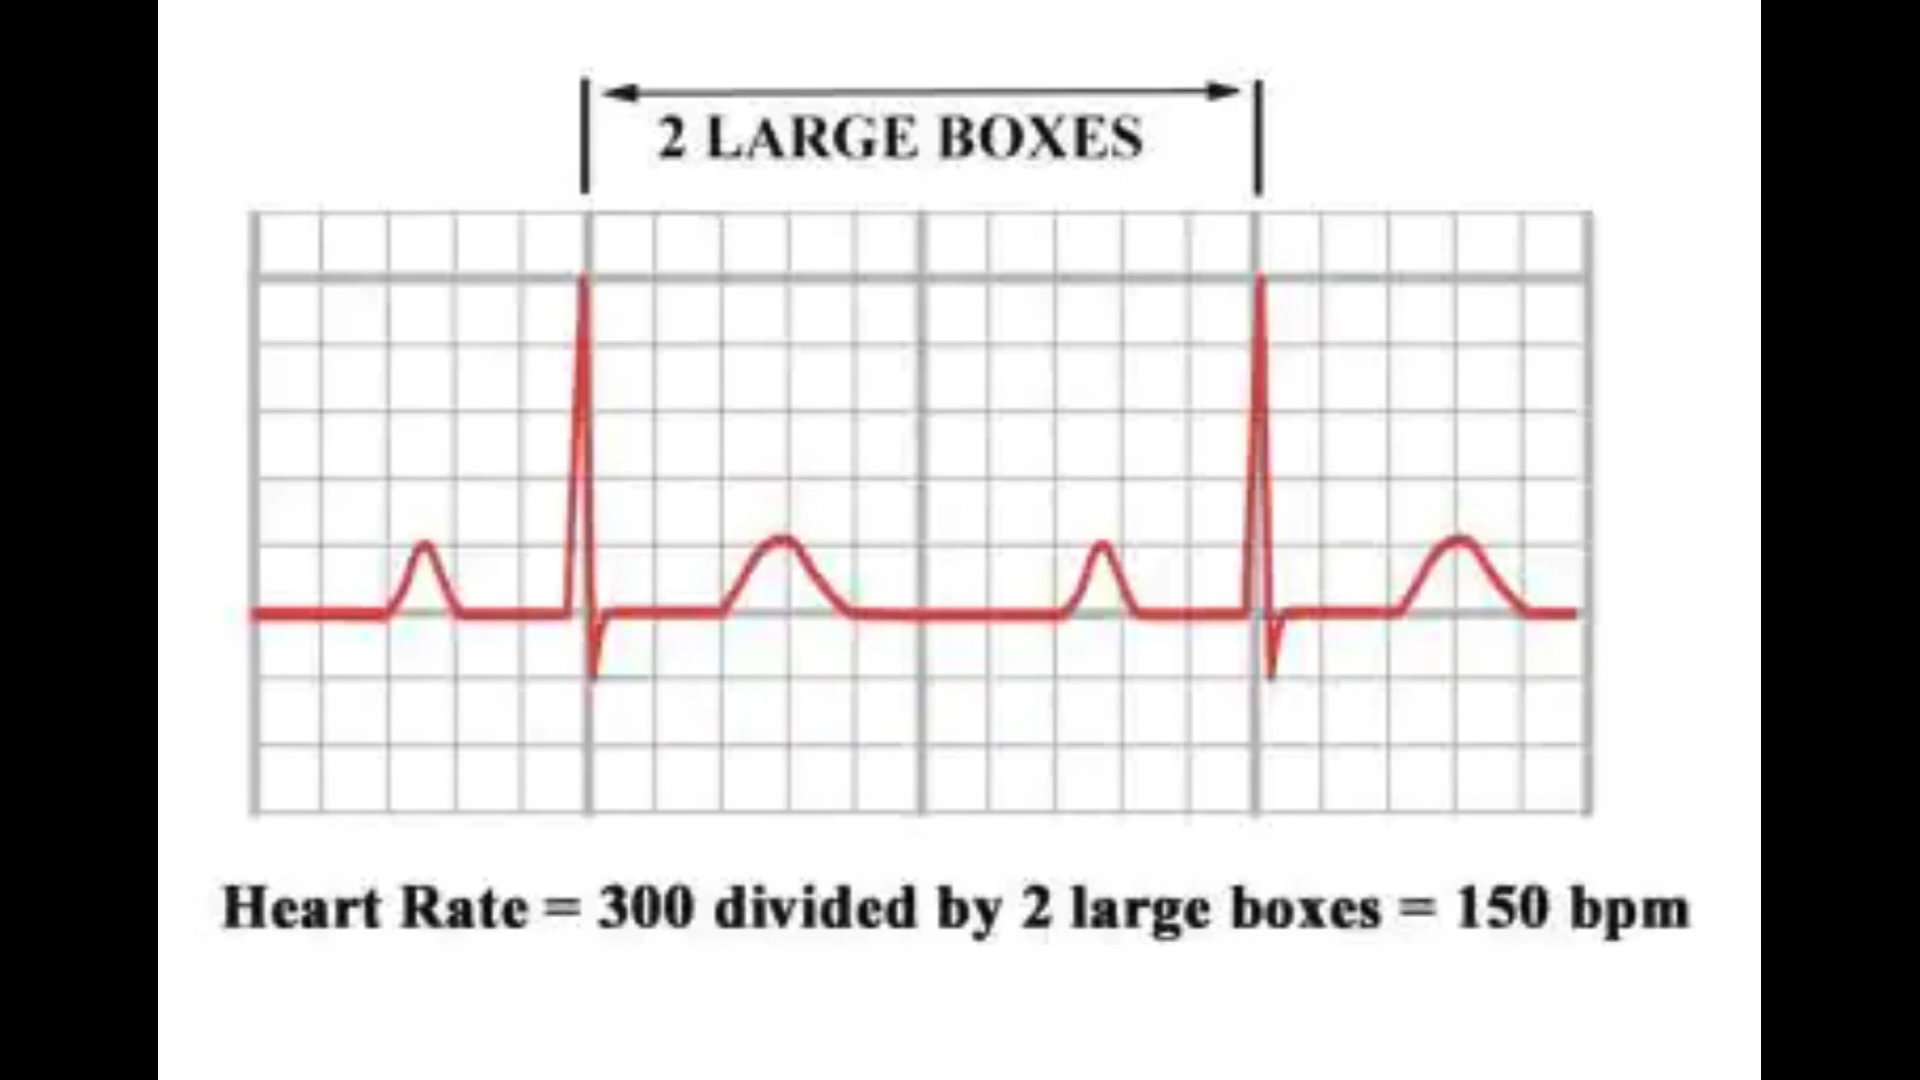 2 LARGE BOXES
Heart Rate = 300 divided by 2 large boxes = 150 bpm